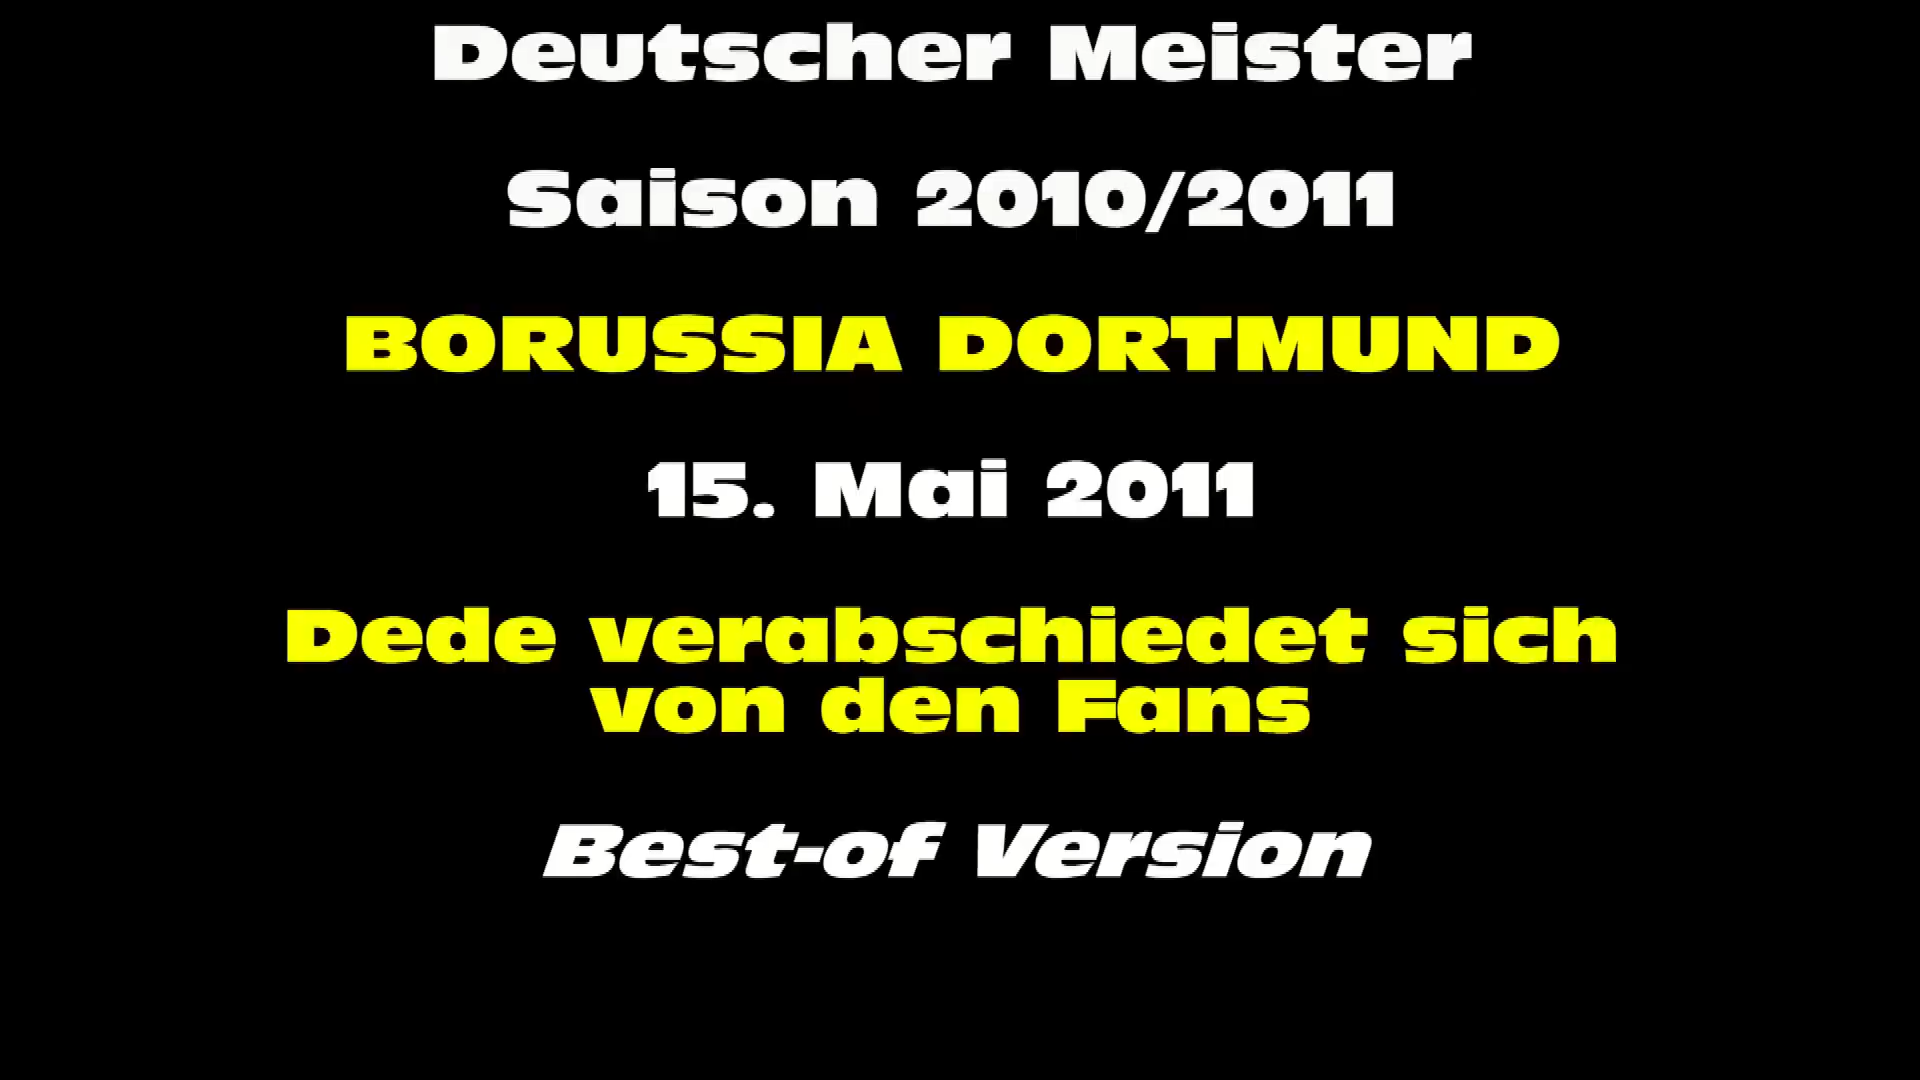 Deutscher Meister
Saison 2010/2011
BORUSSIA DORTMUND
15. Mai 2011
Dede verabschiedet sich
von den Fans
Best-of Version